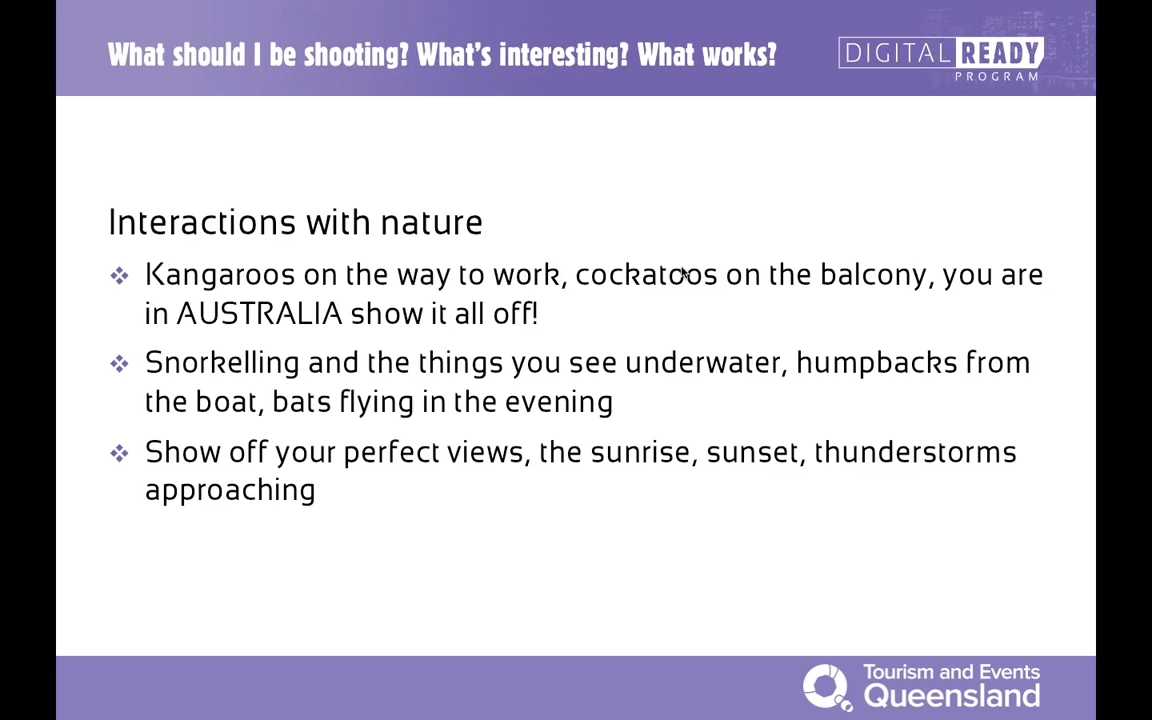 What should I be shooting? What's interesting? What works?
DIGITAL READY
PROGRAM
Interactions with nature
Kangaroos on the way to work, cockatoos on the balcony, you are
in AUSTRALIA show it all off!
Snorkelling and the things you see underwater, humpbacks from
the boat, bats flying in the evening
Show off your perfect views, the sunrise, sunset, thunderstorms
approaching
Tourism and Events
Queensland